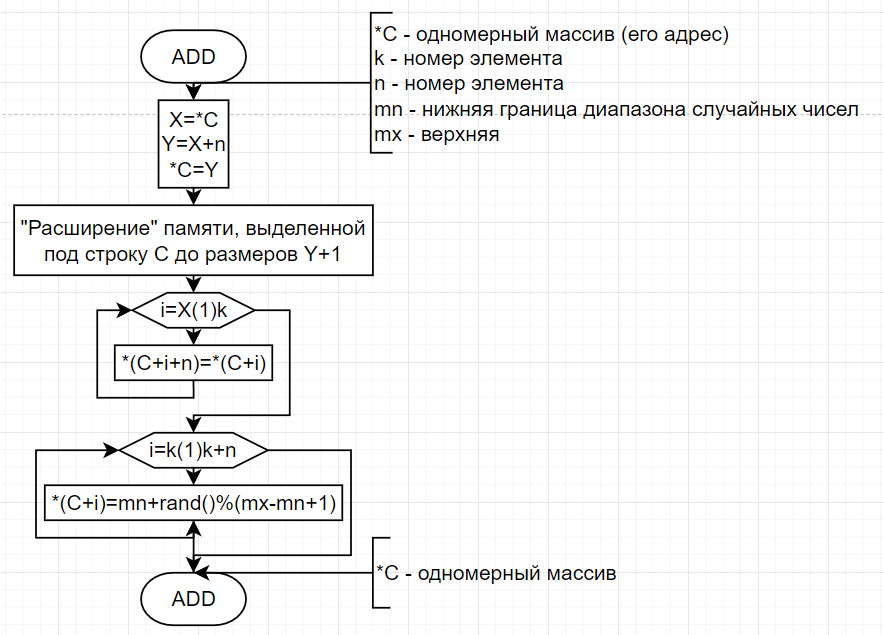 ADD
*C - одномерный массив (его адрес)
k - номер элемента
n - номер элемента
mn - нижняя граница диапазона случайных чисел
mx - верхняя
X=*C
Y=X+n
*C=Y
"Расширение" памяти, выделенной
под строку C до размеров Y+1
i=X(1)k
*(C+i+n)=*(C+i)
i=k(1)k+n
*(C+i)=mn+rand()%(mx-mn+1)
*C - одномерный массив
ADD